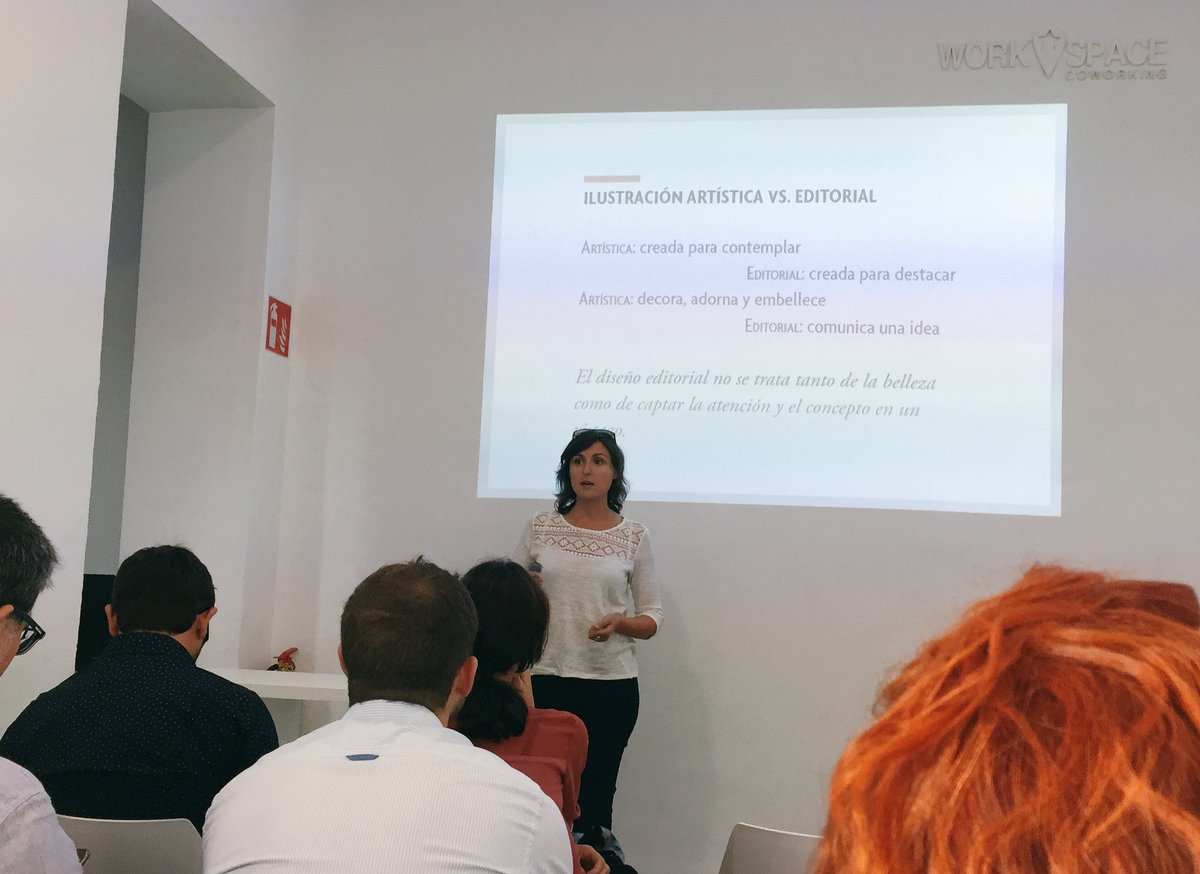 WORK SPACE
COWORKING
ILUSTRACIÓN ARTÍSTICA VS. EDITORIAL
ARTÍSTICA: creada para contemplar
EDITORIAL: creada para destacar
ARTÍSTICA: decora, adorna y embellece
EDITORIAL: comunica una idea
El diseño editorial no se trata tanto de la belleza
como de captar la atención y el concepto en un